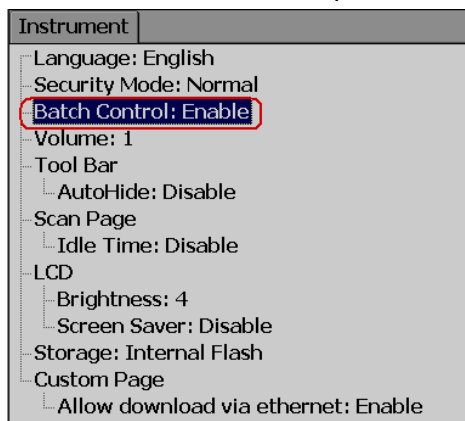 Instrument
Language: English
Security Mode: Normal
Batch Control: Enable
Volume: 1
Tool Bar
AutoHide: Disable
Scan Page
Idle Time: Disable
LCD
Brightness: 4
Screen Saver: Disable
Storage: Internal Flash
Custom Page
Allow download via ethernet: Enable